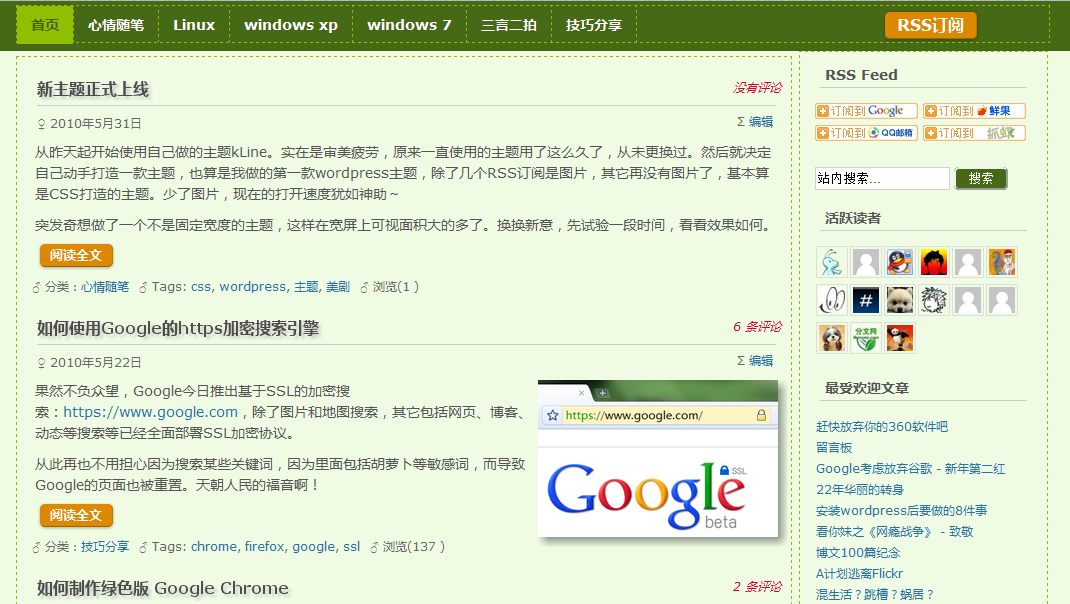 首页 心情随笔 Linux windows xp windows 7 三言二拍 技巧分享 RSS订阅
新主题正式上线 没有评论
♀ 2010年5月31日 Σ 编辑
从昨天起开始使用自己做的主题kLine。实在是审美疲劳，原来一直使用的主题用了这么久了，从未更换过。然后就决定
自己动手打造一款主题，也算是我做的第一款wordpress主题，除了几个RSS订阅是图片，其它再没有图片了，基本算
是CSS打造的主题。少了图片，现在的打开速度犹如神助～
突发奇想做了一个不是固定宽度的主题，这样在宽屏上可视面积大的多了。换换新意，先试验一段时间，看看效果如何。
阅读全文
♂ 分类：心情随笔 ♂ Tags: css, wordpress, 主题, 美剧 ♂ 浏览(1 )
如何使用Google的https加密搜索引擎 6 条评论
♀ 2010年5月22日 Σ 编辑
果然不负众望，Google今日推出基于SSL的加密搜
索：https://www.google.com，除了图片和地图搜索，其它包括网页、博客、
动态等搜索等已经全面部署SSL加密协议。
从此再也不用担心因为搜索某些关键词，因为里面包括胡萝卜等敏感词，而导致
Google的页面也被重置。天朝人民的福音啊！
阅读全文
https://www.google.com/
Google SSL
beta
♂ 分类：技巧分享 ♂ Tags: chrome, firefox, google, ssl ♂ 浏览(137 )
如何制作绿色版 Google Chrome 2 条评论
RSS Feed
订阅到 Google 订阅到 鲜果
订阅到 QQ邮箱 订阅到 抓虾
站内搜索... 搜索
活跃读者
#
分文网
最受欢迎文章
赶快放弃你的360软件吧
留言板
Google考虑放弃谷歌 - 新年第二红
22年华丽的转身
安装wordpress后要做的8件事
看你妹之《网瘾战争》 - 致敬
博文100篇纪念
A计划逃离Flickr
混生活？跳槽？蜗居？